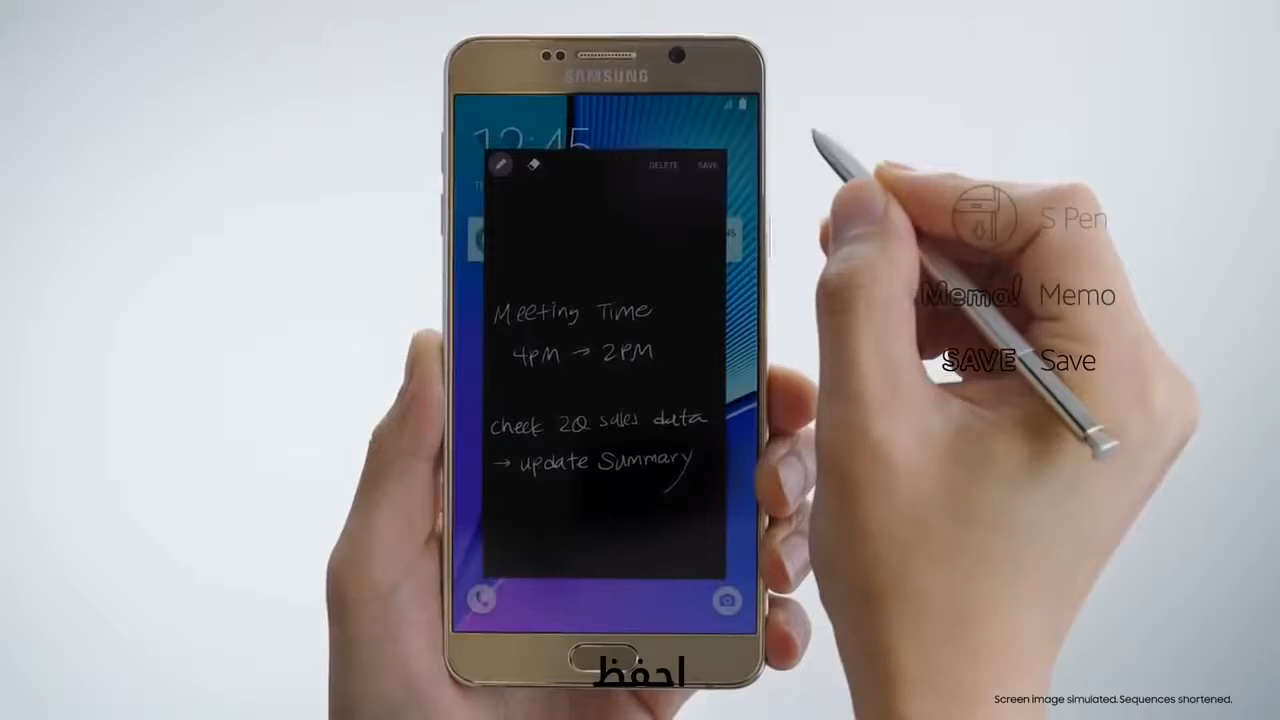 SAMSUNG
12:45
DELETE SAVE
Meeting Time
4PM → 2PM
check 2Q sales data
→ update Summary
S Pen
Memo! Memo
SAVE Save
احفظ
Screen image simulated. Sequences shortened.